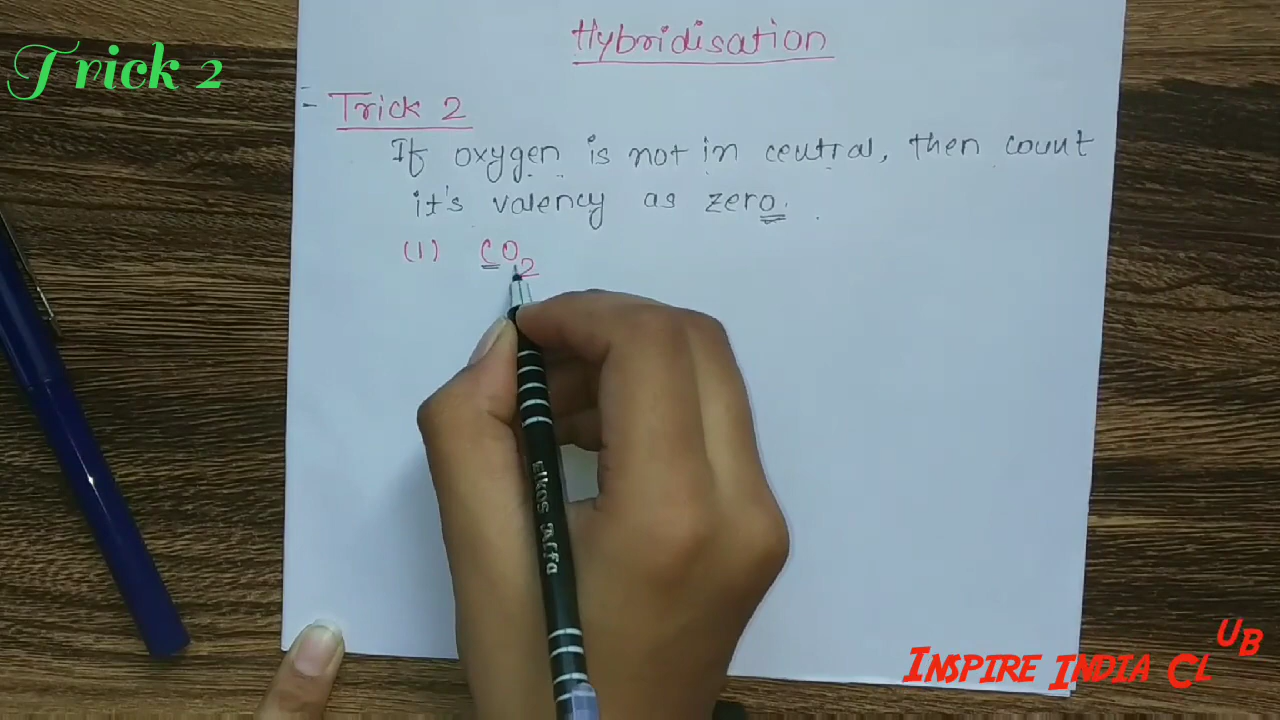 Trick 2
Hybridisation
- Trick 2
If oxygen is not in central, then count
it's valency as zero.
(1) CO2
Elkos Alfa
INSPIRE INDIA CLUB